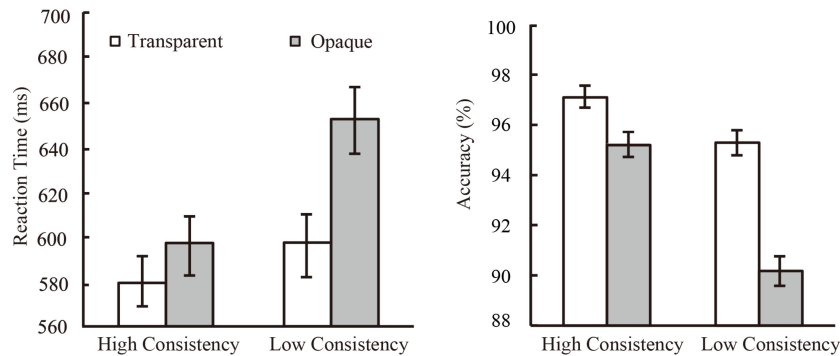 700
680
660
640
620
600
580
560
Reaction Time (ms)
Transparent
Opaque
High Consistency
Low Consistency
100
98
96
94
92
90
88
Accuracy (%)
High Consistency
Low Consistency